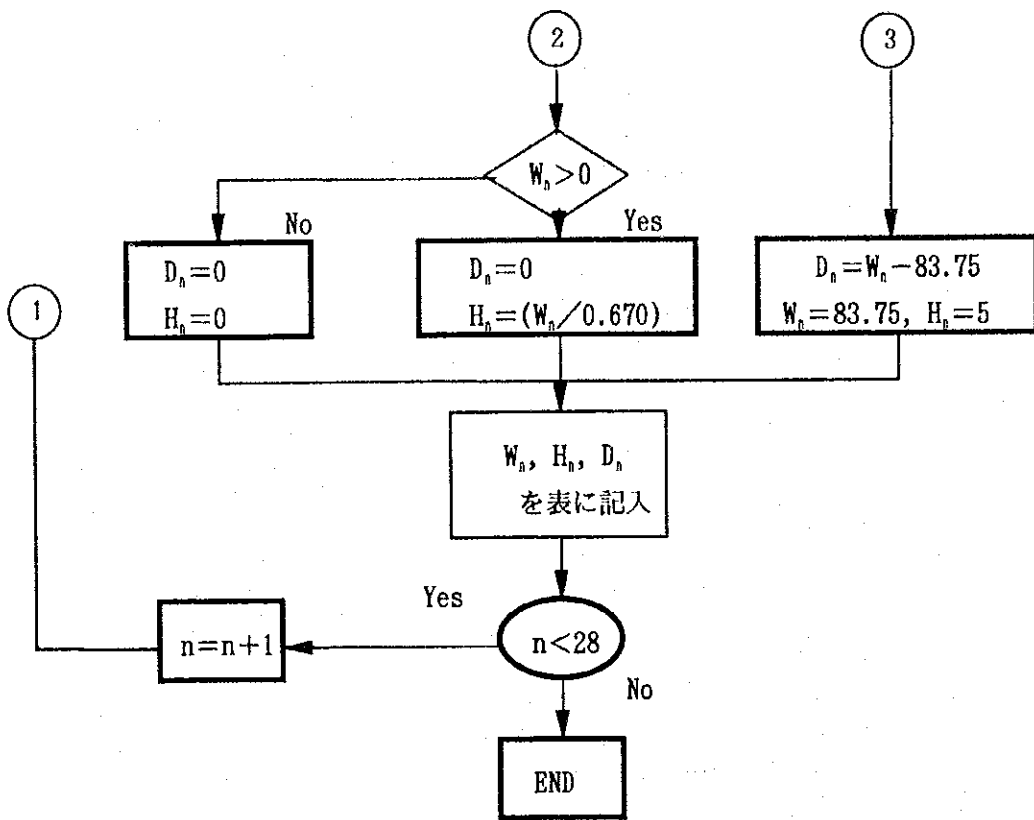 2
3
Wₙ>0
No
Yes
Dₙ=0
Hₙ=0
Dₙ=0
Hₙ=(Wₙ/0.670)
Dₙ=Wₙ−83.75
Wₙ=83.75, Hₙ=5
1
Wₙ, Hₙ, Dₙ
を表に記入
Yes
n=n+1
n<28
No
END